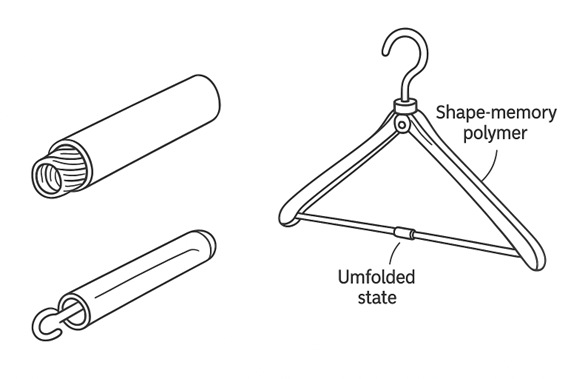 Shape-memory
polymer
Umfolded
state